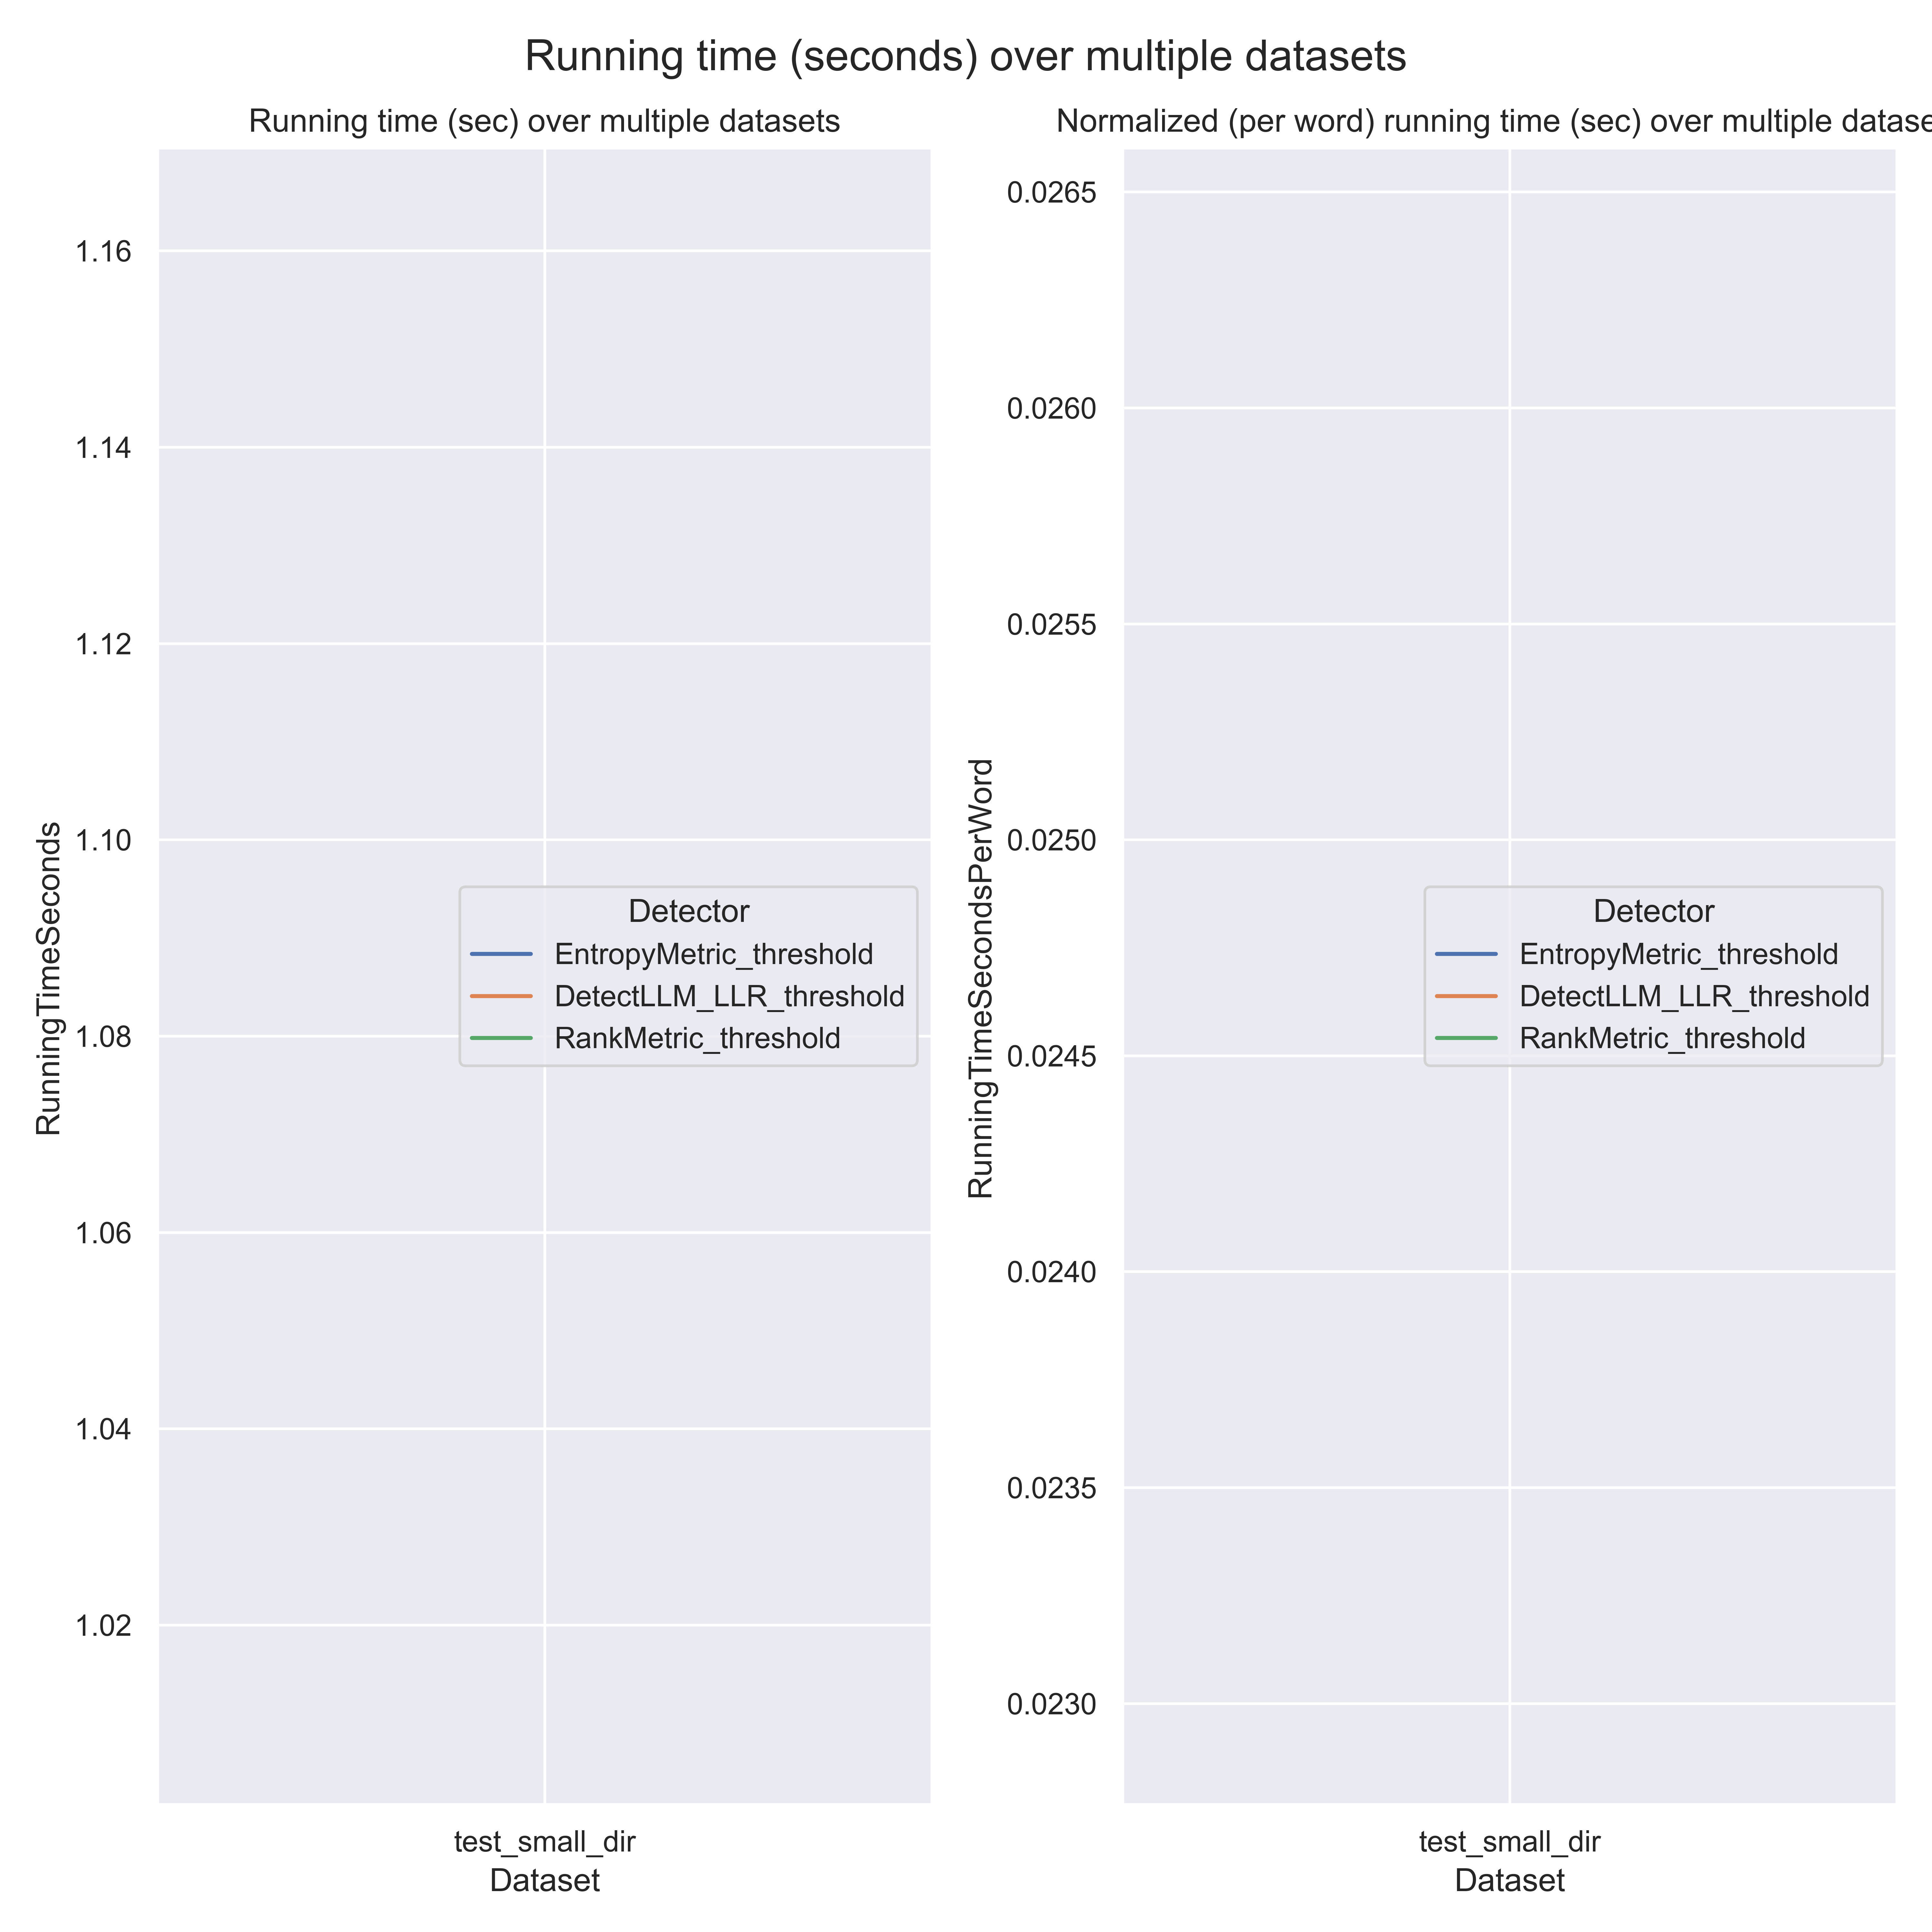 Running time (seconds) over multiple datasets
Running time (sec) over multiple datasets
RunningTimeSeconds
1.16
1.14
1.12
1.10
1.08
1.06
1.04
1.02
Detector
EntropyMetric_threshold
DetectLLM_LLR_threshold
RankMetric_threshold
test_small_dir
Dataset
Normalized (per word) running time (sec) over multiple datase
RunningTimeSecondsPerWord
0.0265
0.0260
0.0255
0.0250
0.0245
0.0240
0.0235
0.0230
Detector
EntropyMetric_threshold
DetectLLM_LLR_threshold
RankMetric_threshold
test_small_dir
Dataset